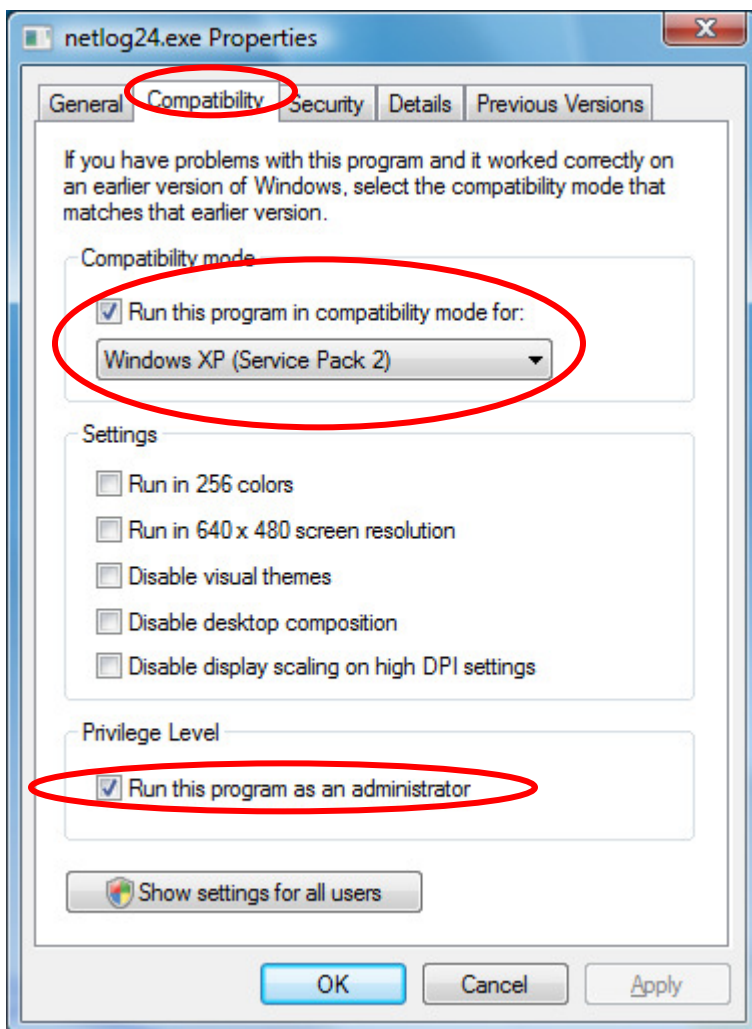 netlog24.exe Properties
General Compatibility Security Details Previous Versions
If you have problems with this program and it worked correctly on
an earlier version of Windows, select the compatibility mode that
matches that earlier version.
Compatibility mode
Run this program in compatibility mode for:
Windows XP (Service Pack 2)
Settings
Run in 256 colors
Run in 640 x 480 screen resolution
Disable visual themes
Disable desktop composition
Disable display scaling on high DPI settings
Privilege Level
Run this program as an administrator
Show settings for all users
OK Cancel Apply